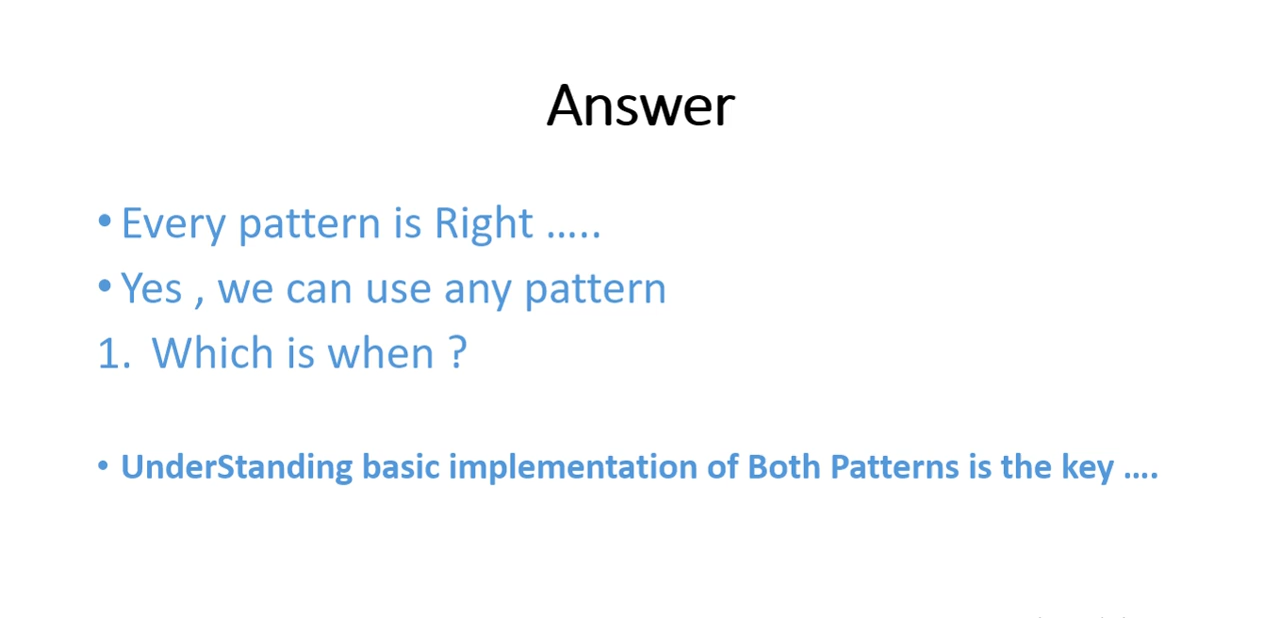 Answer
• Every pattern is Right .....
• Yes , we can use any pattern
1. Which is when ?
• UnderStanding basic implementation of Both Patterns is the key ....